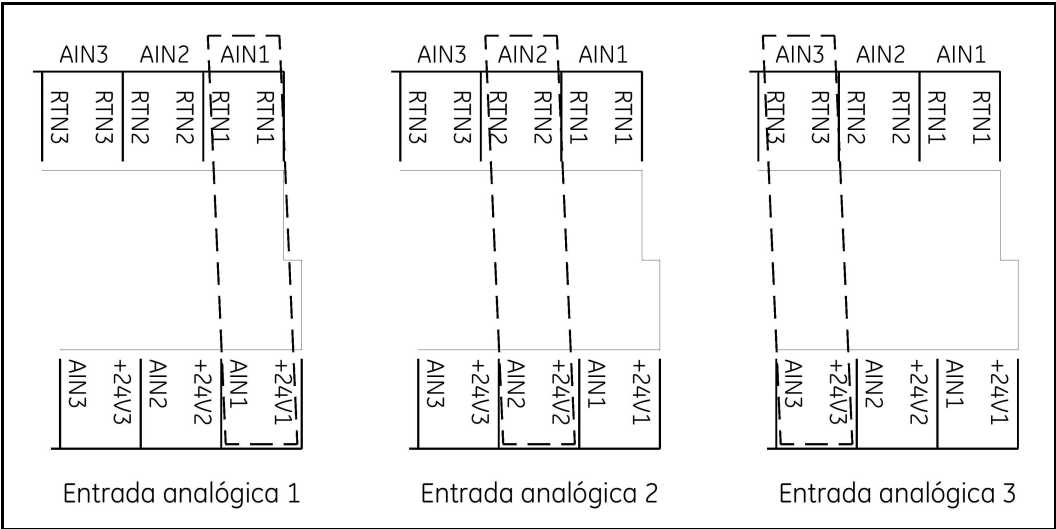 AIN3 AIN2 AIN1
RTN3 RTN3 RTN2 RTN2 RTN1 RTN1
AIN3 +24V3 AIN2 +24V2 AIN1 +24V1
Entrada analógica 1
AIN3 AIN2 AIN1
RTN3 RTN3 RTN2 RTN2 RTN1 RTN1
AIN3 +24V3 AIN2 +24V2 AIN1 +24V1
Entrada analógica 2
AIN3 AIN2 AIN1
RTN3 RTN3 RTN2 RTN2 RTN1 RTN1
AIN3 +24V3 AIN2 +24V2 AIN1 +24V1
Entrada analógica 3